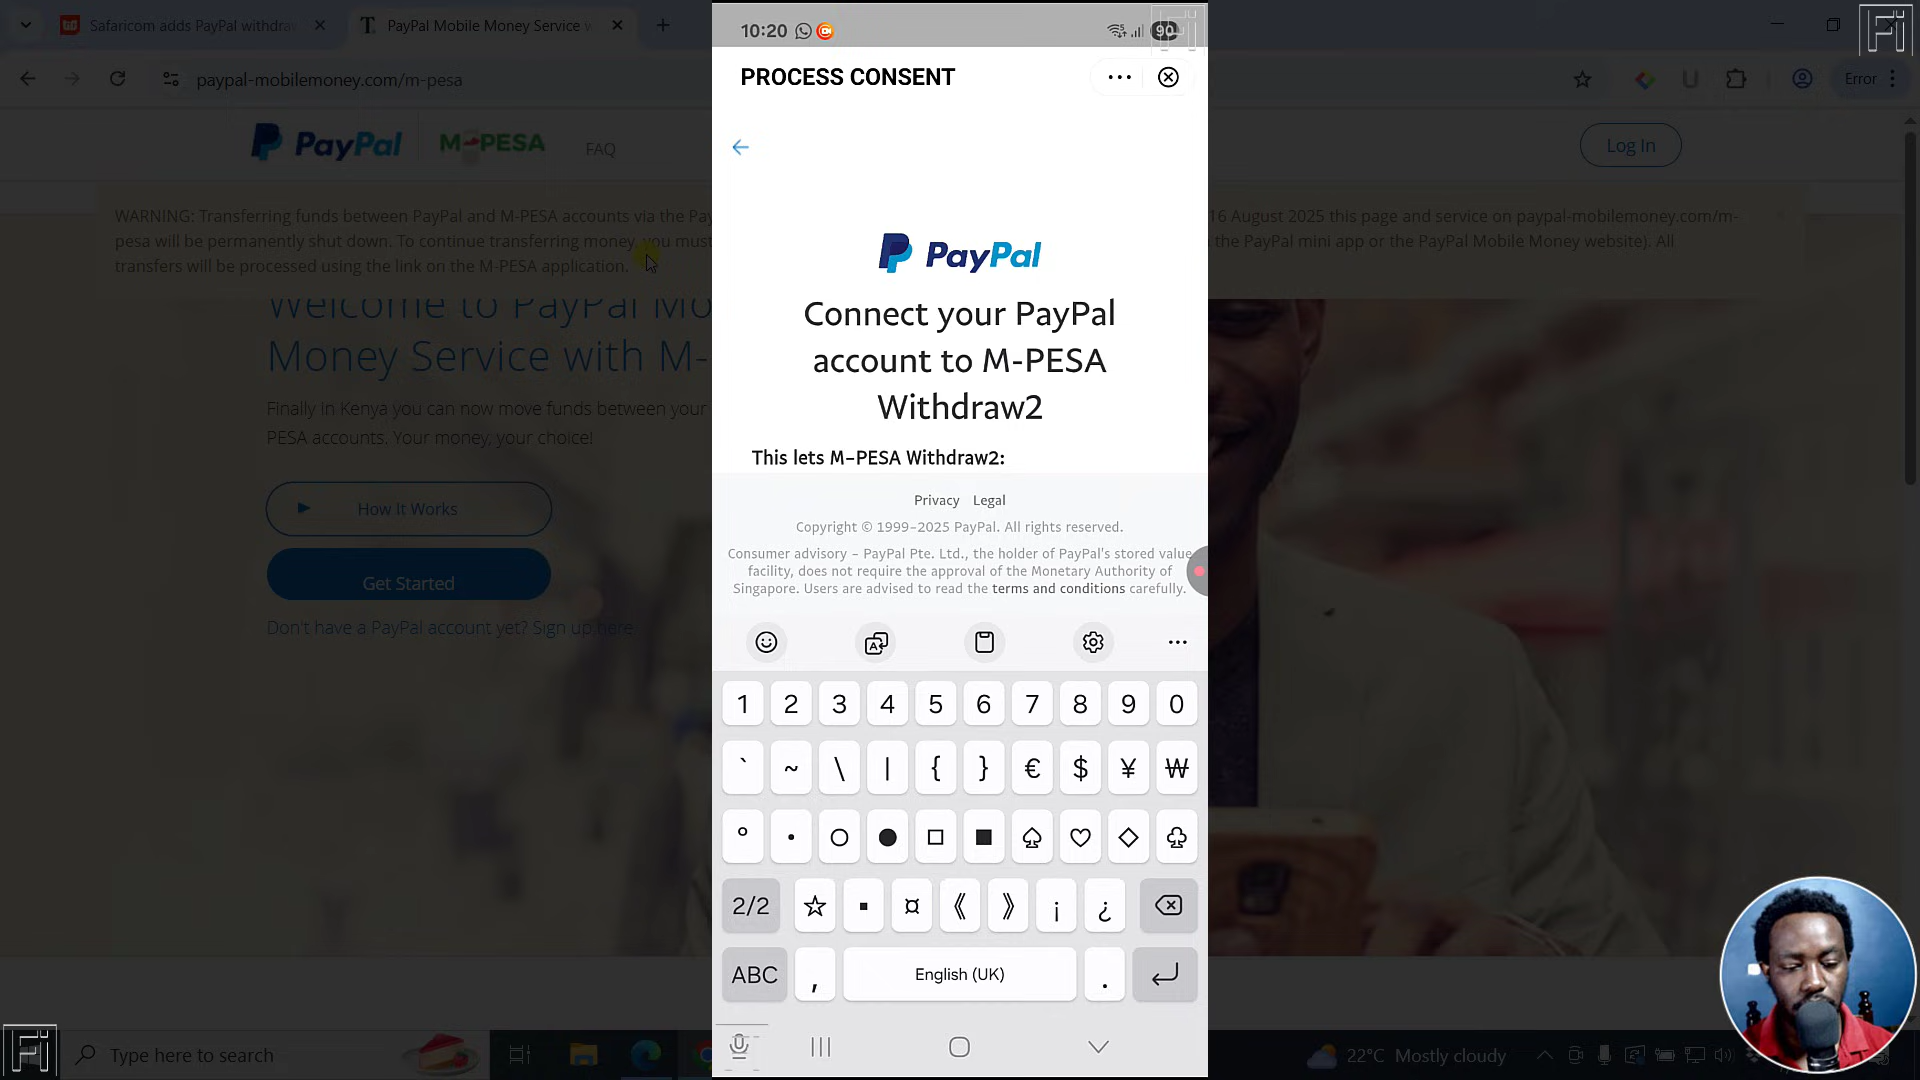 Safaricom adds PayPal withdraw
PayPal Mobile Money Service w
paypal-mobilemoney.com/m-pesa
Error
PayPal
M-PESA
FAQ
Log In
WARNING: Transferring funds between PayPal and M-PESA accounts via the Pay
16 August 2025 this page and service on paypal-mobilemoney.com/m-
pesa will be permanently shut down. To continue transferring money, you must
the PayPal mini app or the PayPal Mobile Money website). All
transfers will be processed using the link on the M-PESA application.
Welcome to PayPal Mo
Money Service with M-
Finally in Kenya you can now move funds between your
PESA accounts. Your money, your choice!
How It Works
Get Started
Don't have a PayPal account yet? Sign up here
10:20
90
PROCESS CONSENT
PayPal
Connect your PayPal
account to M-PESA
Withdraw2
This lets M-PESA Withdraw2:
Privacy Legal
Copyright © 1999-2025 PayPal. All rights reserved.
Consumer advisory – PayPal Pte. Ltd., the holder of PayPal's stored value
facility, does not require the approval of the Monetary Authority of
Singapore. Users are advised to read the terms and conditions carefully.
1 2 3 4 5 6 7 8 9 0
` ~ \ | { } € $ ¥ ₩
° • ○ ● □ ■ ♤ ♡ ◇ ♧
2/2 ☆ ▪ ¤ 《 》 ¡ ¿
ABC , English (UK) .
Type here to search
22°C Mostly cloudy
Fi
Fi